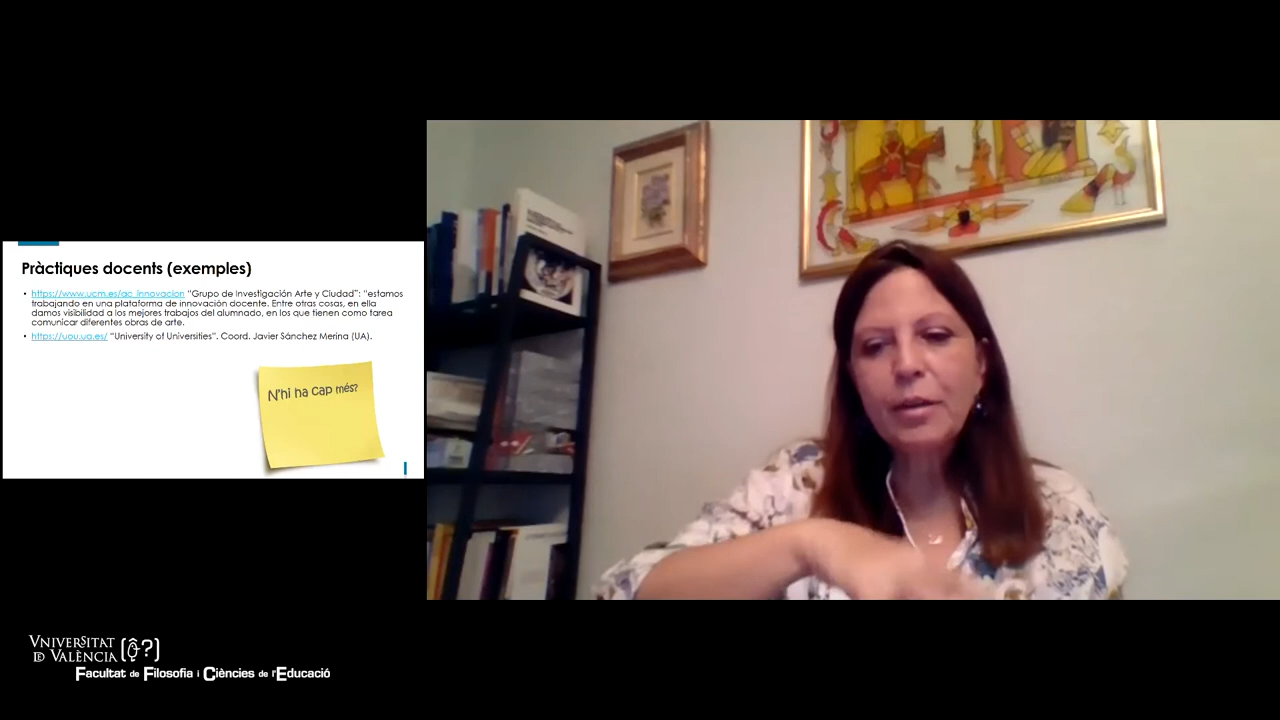 Pràctiques docents (exemples)
• https://www.ucm.es/ac_innovacion "Grupo de Investigación Arte y Ciudad": "estamos
trabajando en una plataforma de innovación docente. Entre otras cosas, en ella
damos visibilidad a los mejores trabajos del alumnado, en los que tienen como tarea
comunicar diferentes obras de arte.
• https://uou.ua.es/ "University of Universities". Coord. Javier Sánchez Merina (UA).
N'hi ha cap més?
VNIVERSITAT
DE VALÈNCIA
Facultat de Filosofia i Ciències de l'Educació